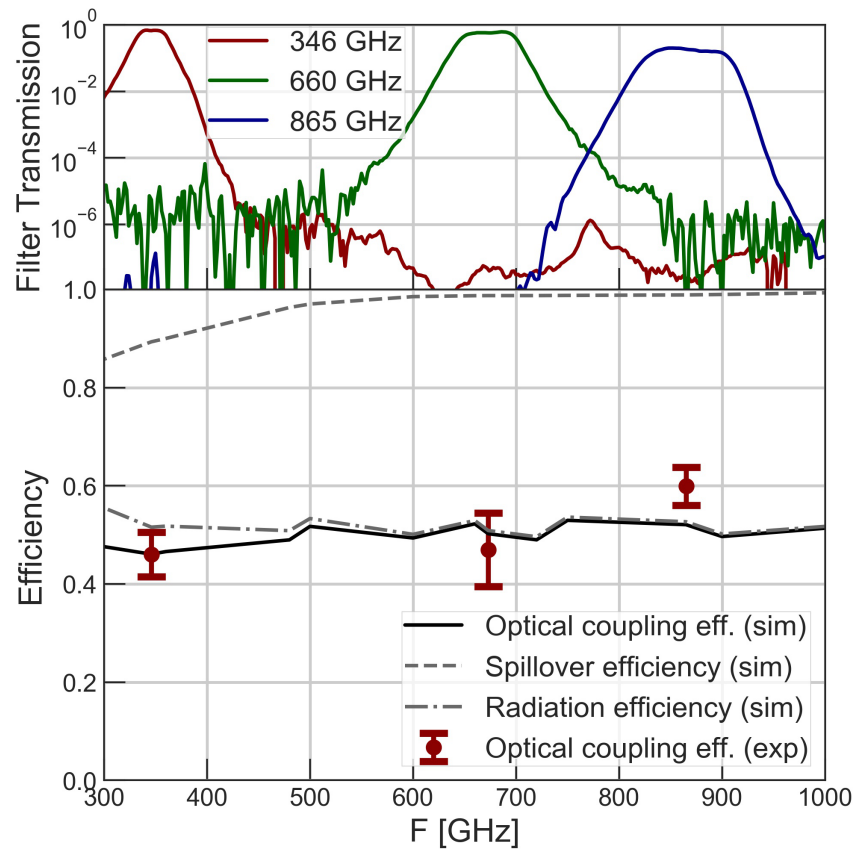 10^0
10^−2
10^−4
10^−6
Filter Transmission
346 GHz
660 GHz
865 GHz
1.0
0.8
0.6
0.4
0.2
0.0
Efficiency
Optical coupling eff. (sim)
Spillover efficiency (sim)
Radiation efficiency (sim)
Optical coupling eff. (exp)
300 400 500 600 700 800 900 1000
F [GHz]